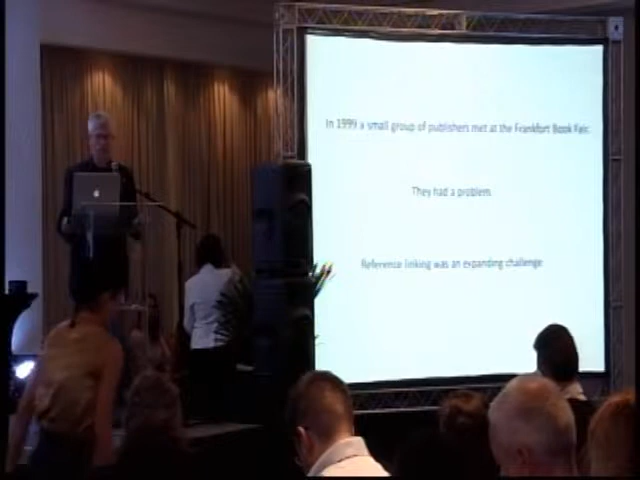 In 1999 a small group of publishers met at the Frankfort Book Fair.
They had a problem.
Reference linking was an expanding challenge